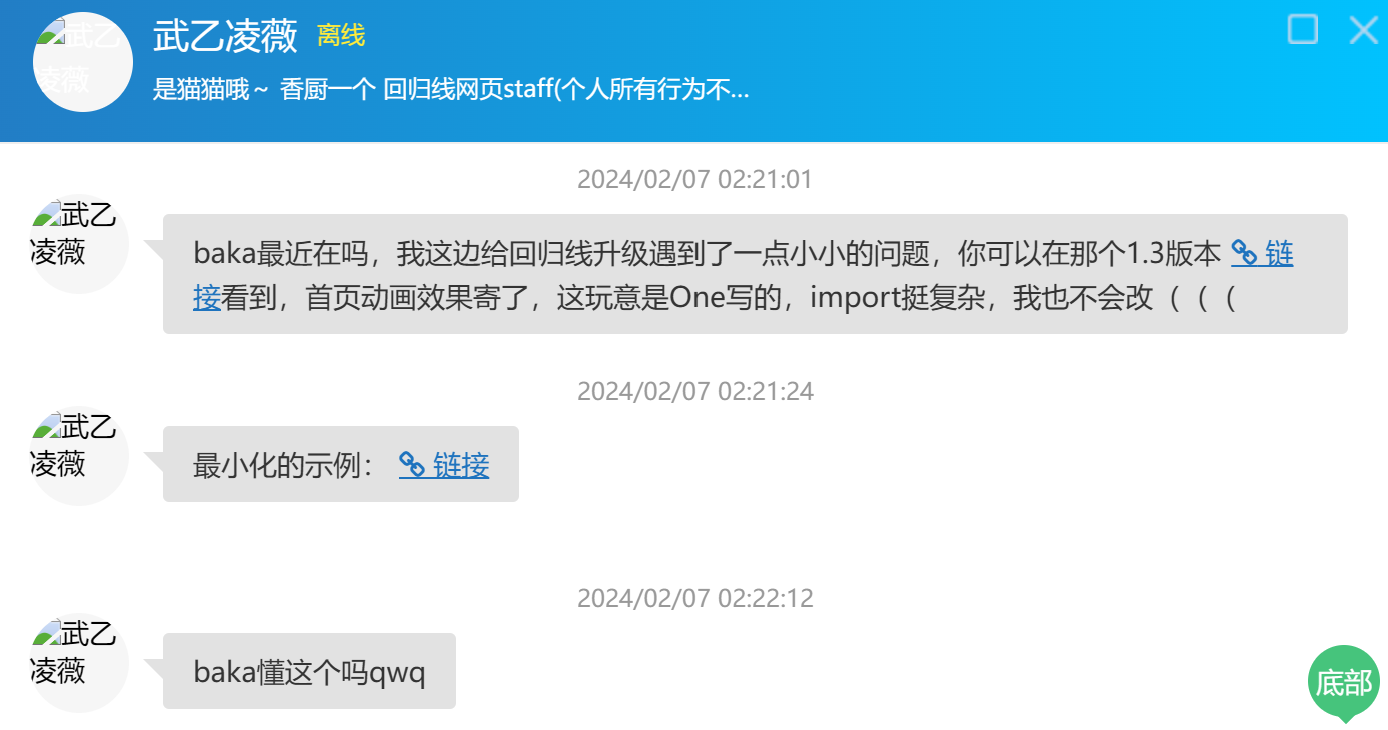 武乙凌薇 离线
武乙
凌薇
是猫猫哦～ 香厨一个 回归线网页staff(个人所有行为不...
2024/02/07 02:21:01
武乙
凌薇
baka最近在吗，我这边给回归线升级遇到了一点小小的问题，你可以在那个1.3版本 链
接看到，首页动画效果寄了，这玩意是One写的，import挺复杂，我也不会改（（（
2024/02/07 02:21:24
武乙
凌薇
最小化的示例： 链接
2024/02/07 02:22:12
武乙
凌薇
baka懂这个吗qwq
底部